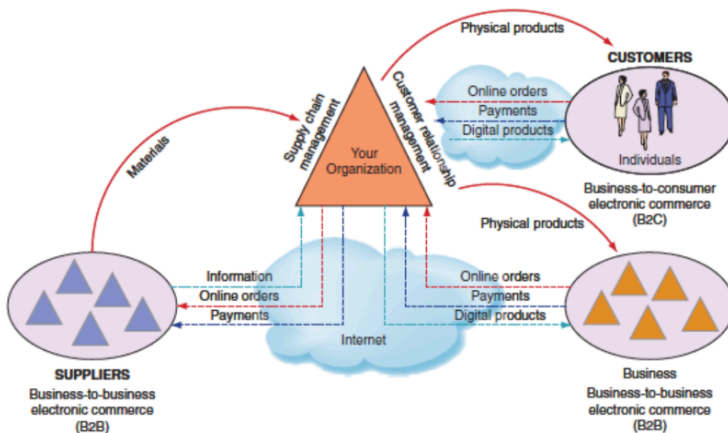 Physical products
CUSTOMERS
Online orders
Payments
Digital products
Individuals
Business-to-consumer
electronic commerce
(B2C)
Supply chain
management
Customer relationship
management
Your
Organization
Materials
Physical products
Information
Online orders
Payments
Internet
Online orders
Payments
Digital products
SUPPLIERS
Business-to-business
electronic commerce
(B2B)
Business
Business-to-business
electronic commerce
(B2B)